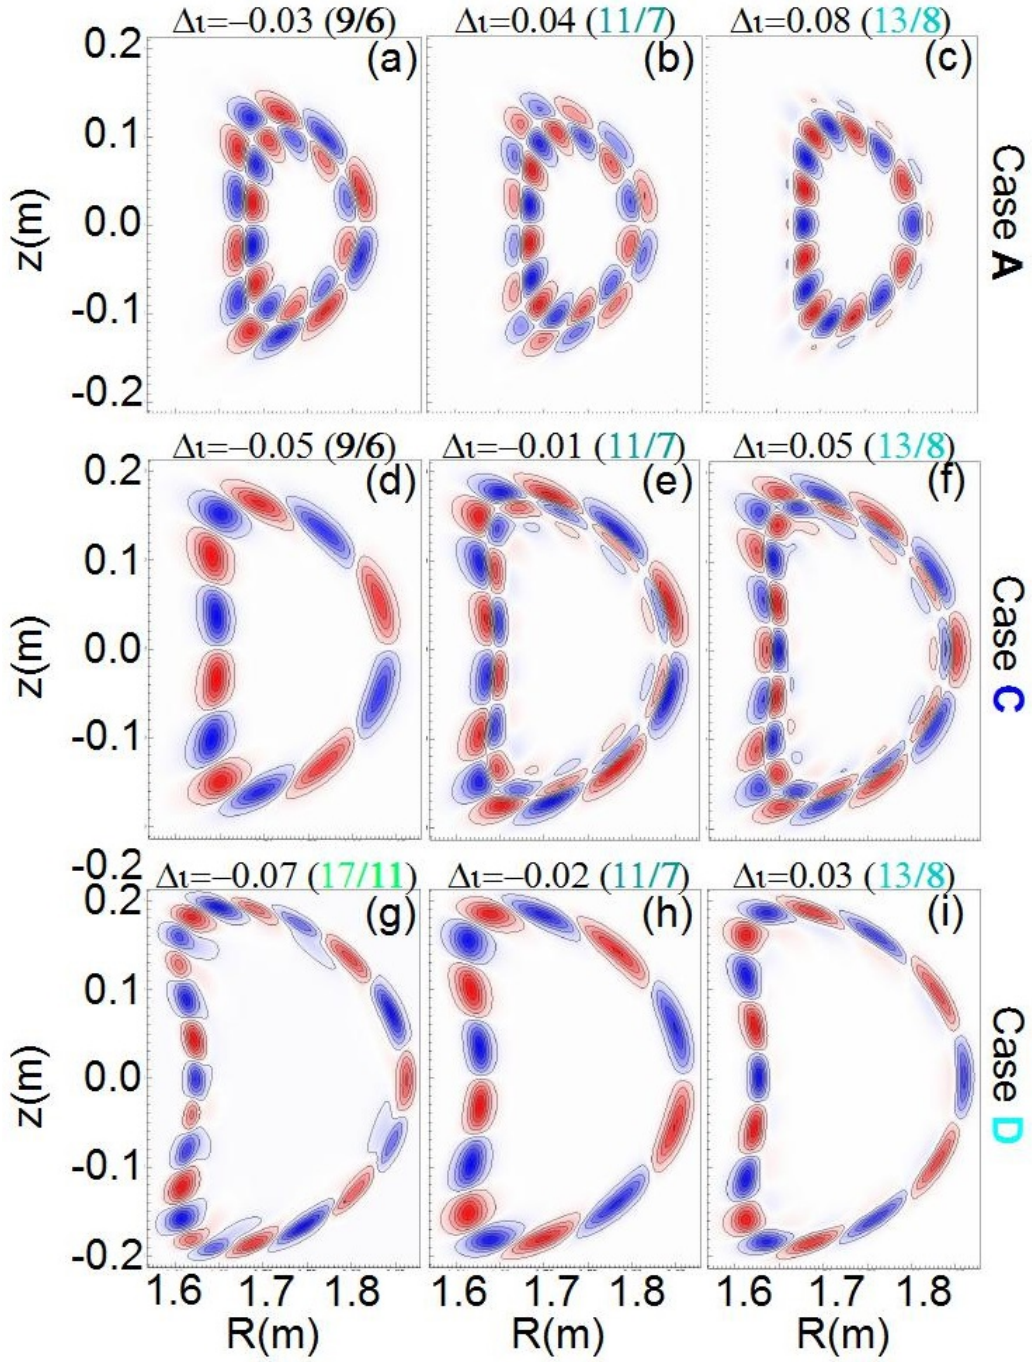 Δι=−0.03 (9/6) Δι=0.04 (11/7) Δι=0.08 (13/8)
0.2 (a) (b) (c)
0.1
z(m) 0.0 Case A
-0.1
-0.2
Δι=−0.05 (9/6) Δι=−0.01 (11/7) Δι=0.05 (13/8)
0.2 (d) (e) (f)
0.1
z(m) 0.0 Case C
-0.1
-0.2
Δι=−0.07 (17/11) Δι=−0.02 (11/7) Δι=0.03 (13/8)
0.2 (g) (h) (i)
0.1
z(m) 0.0 Case D
-0.1
-0.2
1.6 1.7 1.8 1.6 1.7 1.8 1.6 1.7 1.8
R(m) R(m) R(m)